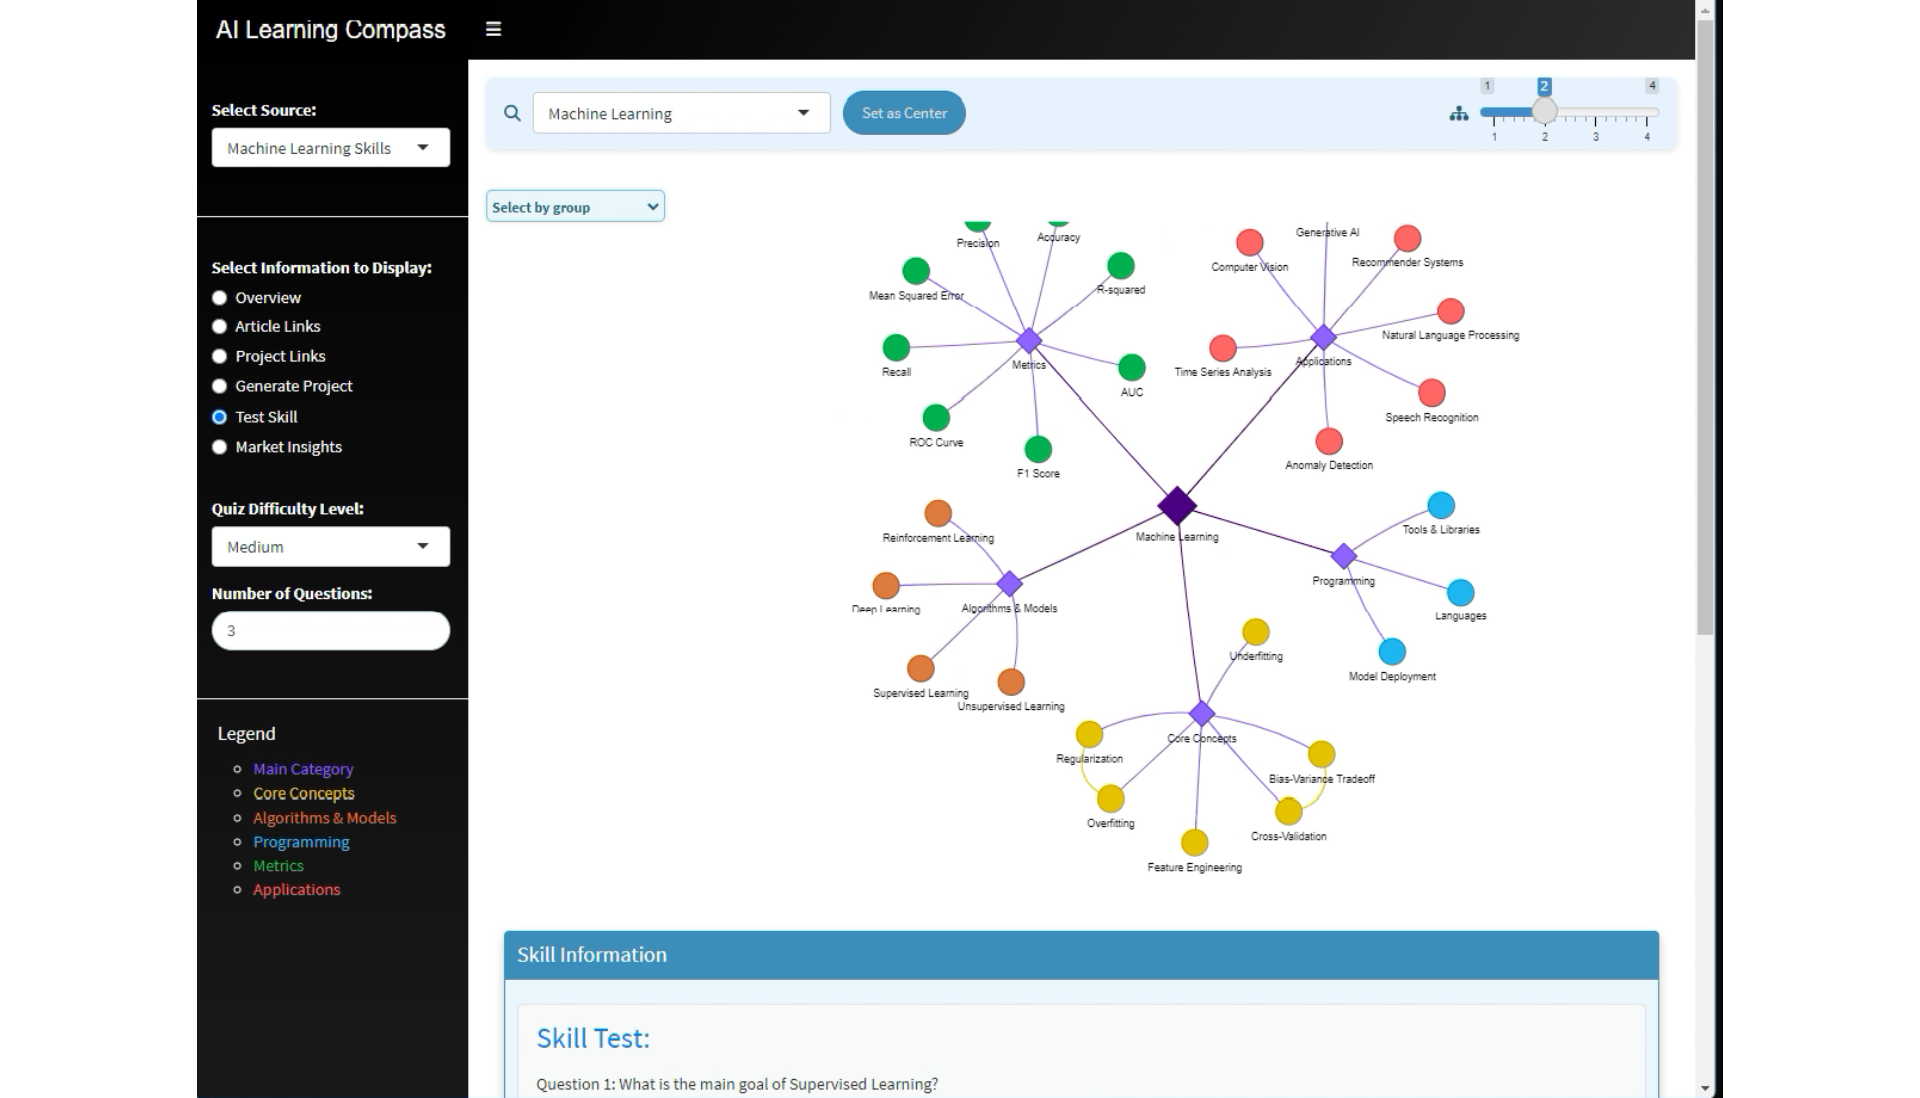 AI Learning Compass
Select Source:
Machine Learning Skills
Select Information to Display:
Overview
Article Links
Project Links
Generate Project
Test Skill
Market Insights
Quiz Difficulty Level:
Medium
Number of Questions:
3
Legend
Main Category
Core Concepts
Algorithms & Models
Programming
Metrics
Applications
Machine Learning
Set as Center
1
2
4
1
2
3
4
Select by group
Precision
Accuracy
Mean Squared Error
R-squared
Recall
Metrics
AUC
ROC Curve
F1 Score
Generative AI
Computer Vision
Recommender Systems
Natural Language Processing
Applications
Time Series Analysis
Speech Recognition
Anomaly Detection
Reinforcement Learning
Machine Learning
Tools & Libraries
Programming
Deep Learning
Algorithms & Models
Languages
Underfitting
Model Deployment
Supervised Learning
Unsupervised Learning
Core Concepts
Regularization
Bias-Variance Tradeoff
Overfitting
Cross-Validation
Feature Engineering
Skill Information
Skill Test:
Question 1: What is the main goal of Supervised Learning?